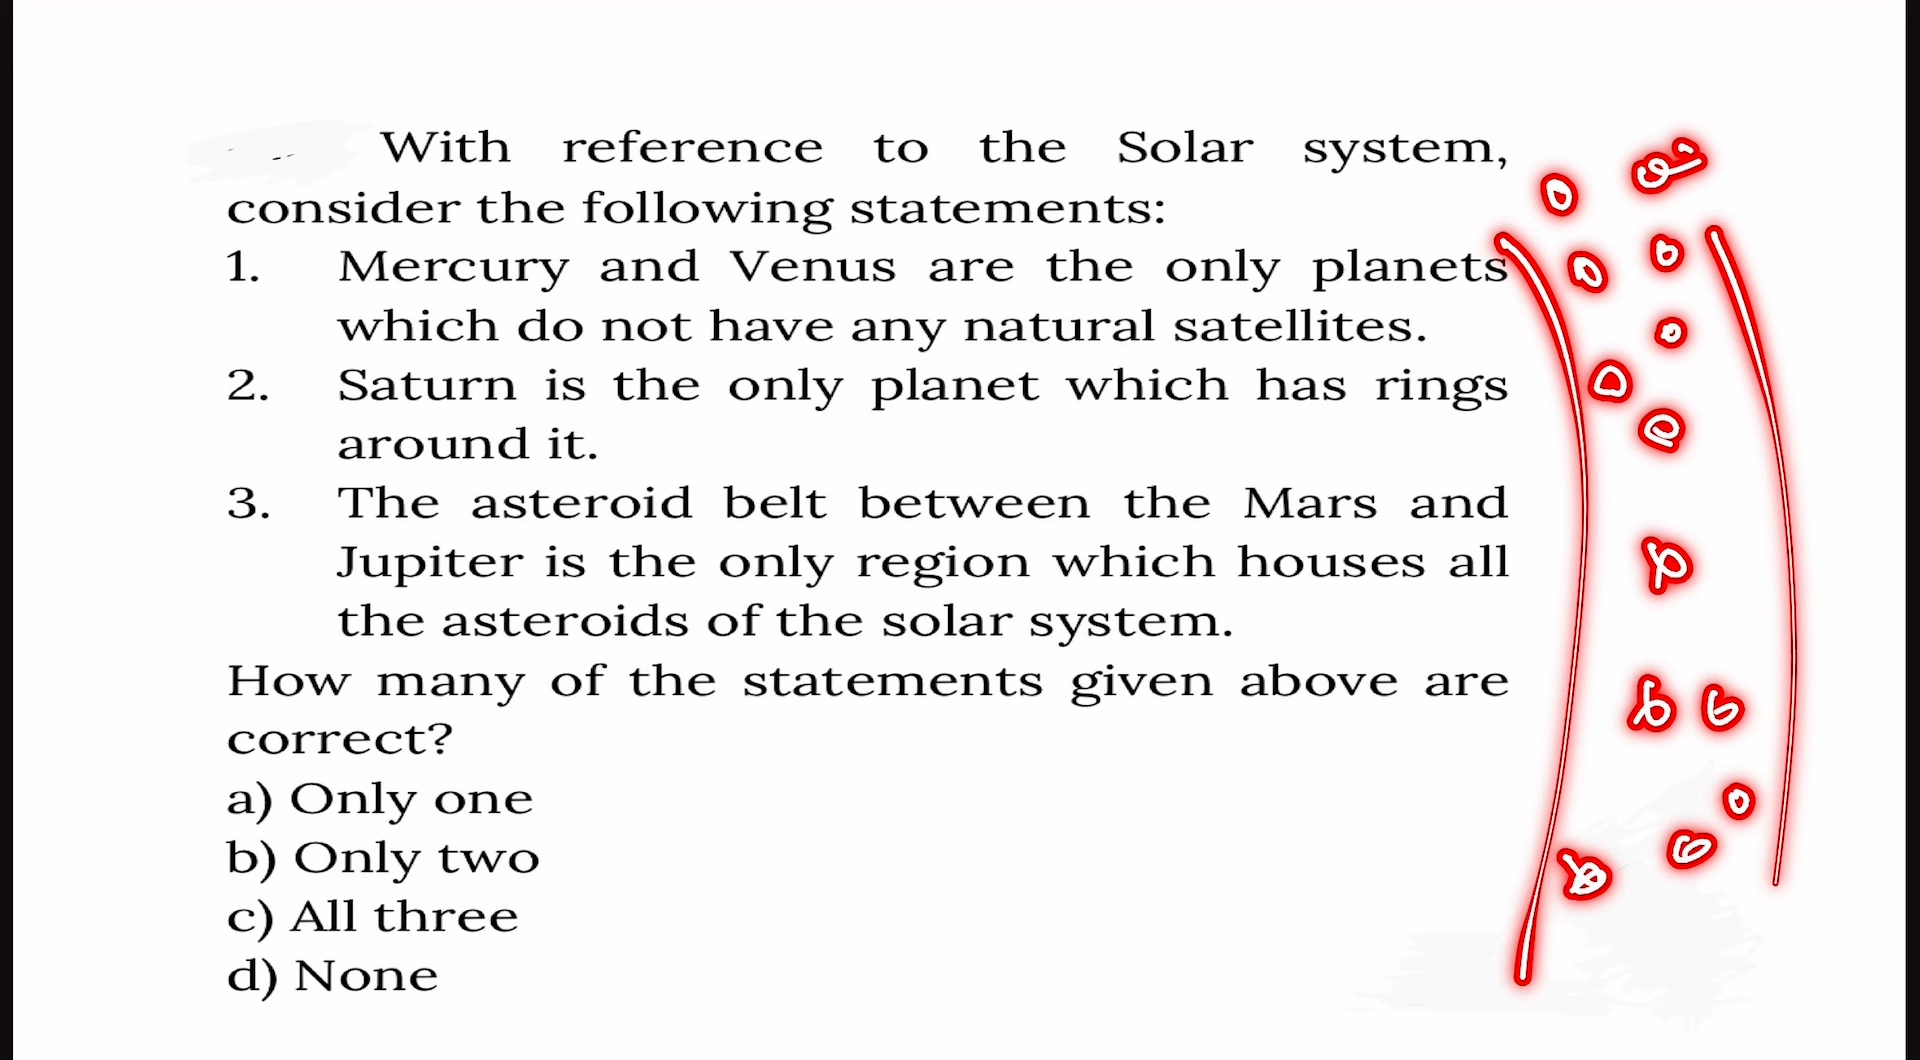 With reference to the Solar system,
consider the following statements:
1. Mercury and Venus are the only planets
which do not have any natural satellites.
2. Saturn is the only planet which has rings
around it.
3. The asteroid belt between the Mars and
Jupiter is the only region which houses all
the asteroids of the solar system.
How many of the statements given above are
correct?
a) Only one
b) Only two
c) All three
d) None